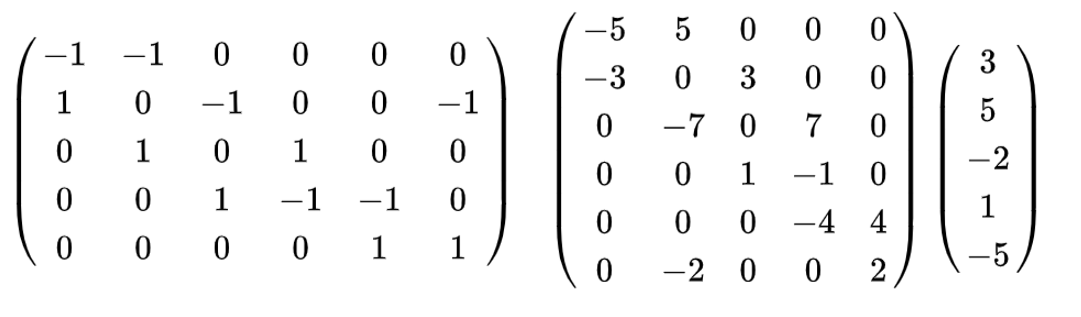 -1 -1 0 0 0 0
1 0 -1 0 0 -1
0 1 0 1 0 0
0 0 1 -1 -1 0
0 0 0 0 1 1
-5 5 0 0 0
-3 0 3 0 0
0 -7 0 7 0
0 0 1 -1 0
0 0 0 -4 4
0 -2 0 0 2
3
5
-2
1
-5